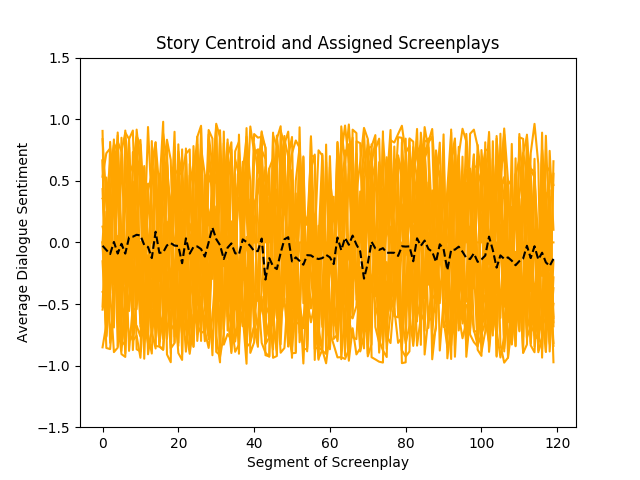 Story Centroid and Assigned Screenplays
1.5
1.0
0.5
0.0
−0.5
−1.0
−1.5
Average Dialogue Sentiment
0 20 40 60 80 100 120
Segment of Screenplay